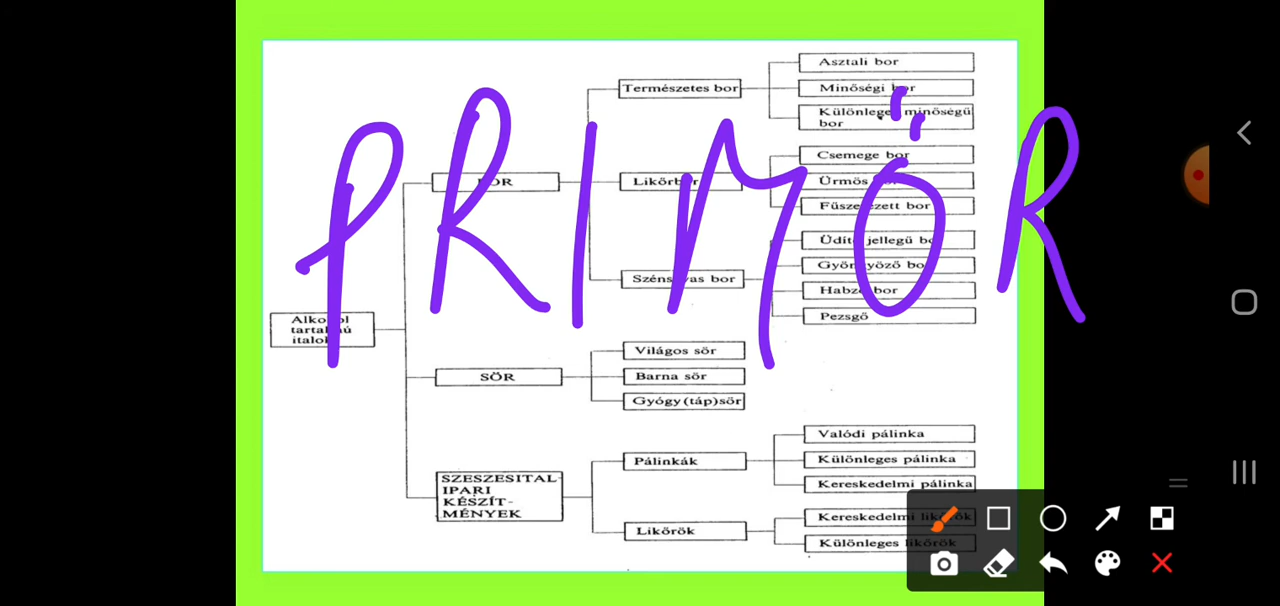 Alkohol
tartalmú
italok
BOR
Természetes bor
Asztali bor
Minőségi bor
Különleges minőségű
bor
Likőrbor
Csemege bor
Ürmös bor
Fűszerezett bor
Szénsavas bor
Üdítő jellegű bor
Gyöngyöző bor
Habzó bor
Pezsgő
SÖR
Világos sör
Barna sör
Gyógy(táp)sör
SZESZESITAL-
IPARI
KÉSZÍT-
MÉNYEK
Pálinkák
Valódi pálinka
Különleges pálinka
Kereskedelmi pálinka
Likőrök
Kereskedelmi likőrök
Különleges likőrök
PRIMŐR